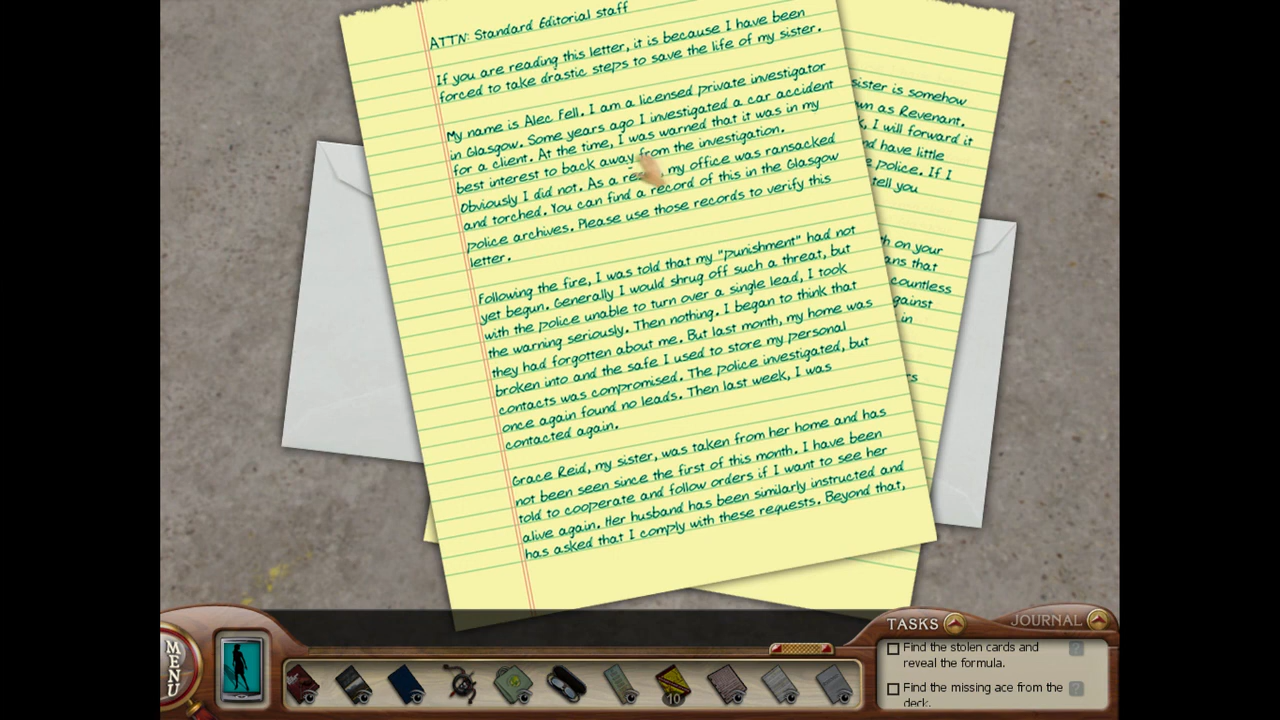 ATTN: Standard Editorial staff
If you are reading this letter, it is because I have been
forced to take drastic steps to save the life of my sister.
My name is Alec Fell. I am a licensed private investigator
in Glasgow. Some years ago I investigated a car accident
for a client. At the time, I was warned that it was in my
best interest to back away from the investigation.
Obviously I did not. As a my office was ransacked
and torched. You can find a record of this in the Glasgow
police archives. Please use those records to verify this
letter.
Following the fire, I was told that my "punishment" had not
yet begun. Generally I would shrug off such a threat, but
with the police unable to turn over a single lead, I took
the warning seriously. Then nothing. I began to think that
they had forgotten about me. But last month, my home was
broken into and the safe I used to store my personal
contacts was compromised. The police investigated, but
once again found no leads. Then last week, I was
contacted again.
Grace Reid, my sister, was taken from her home and has
not been seen since the first of this month. I have been
told to cooperate and follow orders if I want to see her
alive again. Her husband has been similarly instructed and
has asked that I comply with these requests. Beyond that,
sister is somehow
as Revenant.
, I will forward it
have little
police. If I
tell you
on your
that
countless
in
MENU
10
TASKS
JOURNAL
Find the stolen cards and
reveal the formula.
?
Find the missing ace from the
deck.
?